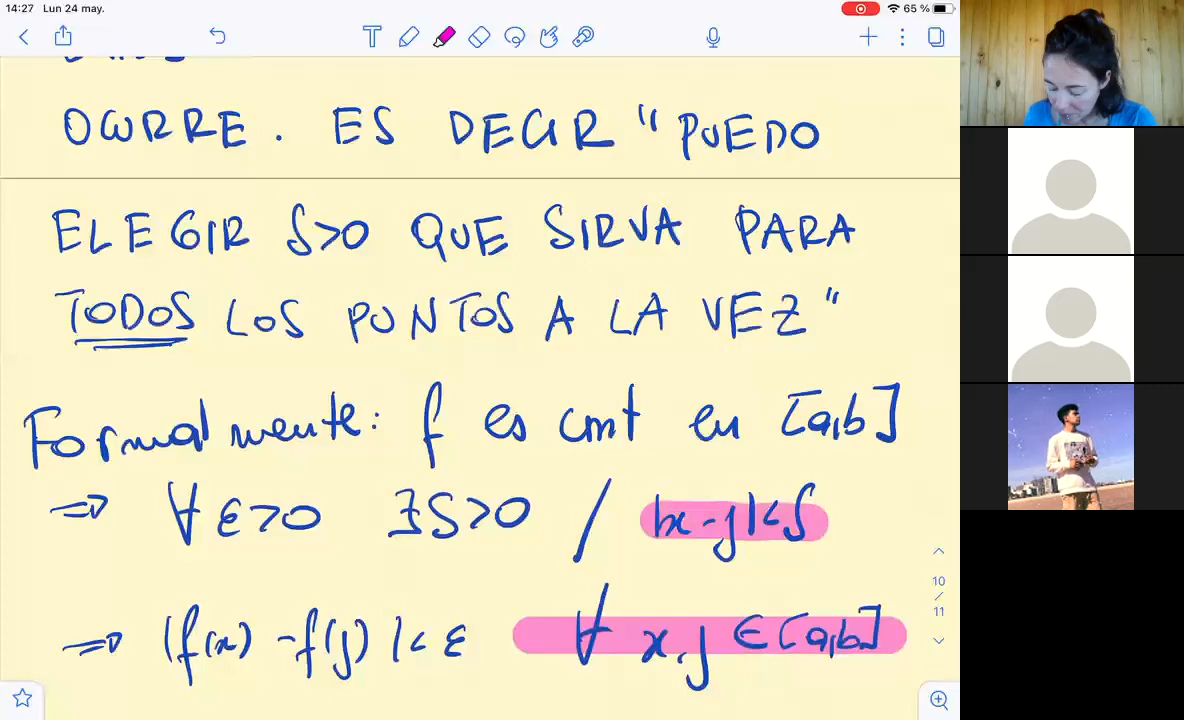 14:27 Lun 24 may. 65 %
OCURRE. ES DECIR "PUEDO
ELEGIR δ>0 QUE SIRVA PARA
TODOS LOS PUNTOS A LA VEZ"
Formalmente: f es cont en [a,b]
⇒ ∀ ε>0 ∃δ>0 / |x-y|<δ
⇒ |f(x) -f(y)|<ε ∀ x,y ∈ [a,b]
10
/
11